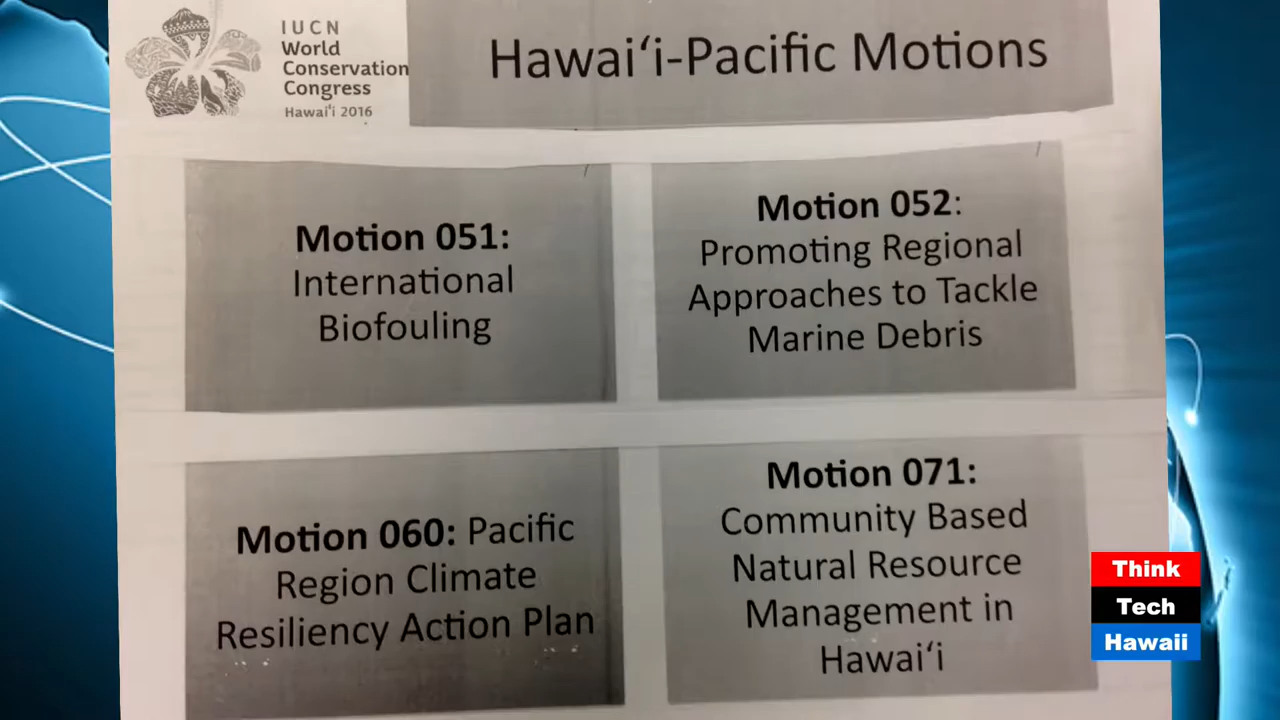 IUCN
World
Conservation
Congress
Hawaiʻi 2016
Hawaiʻi-Pacific Motions
Motion 051:
International
Biofouling
Motion 052:
Promoting Regional
Approaches to Tackle
Marine Debris
Motion 060: Pacific
Region Climate
Resiliency Action Plan
Motion 071:
Community Based
Natural Resource
Management in
Hawaiʻi
Think
Tech
Hawaii